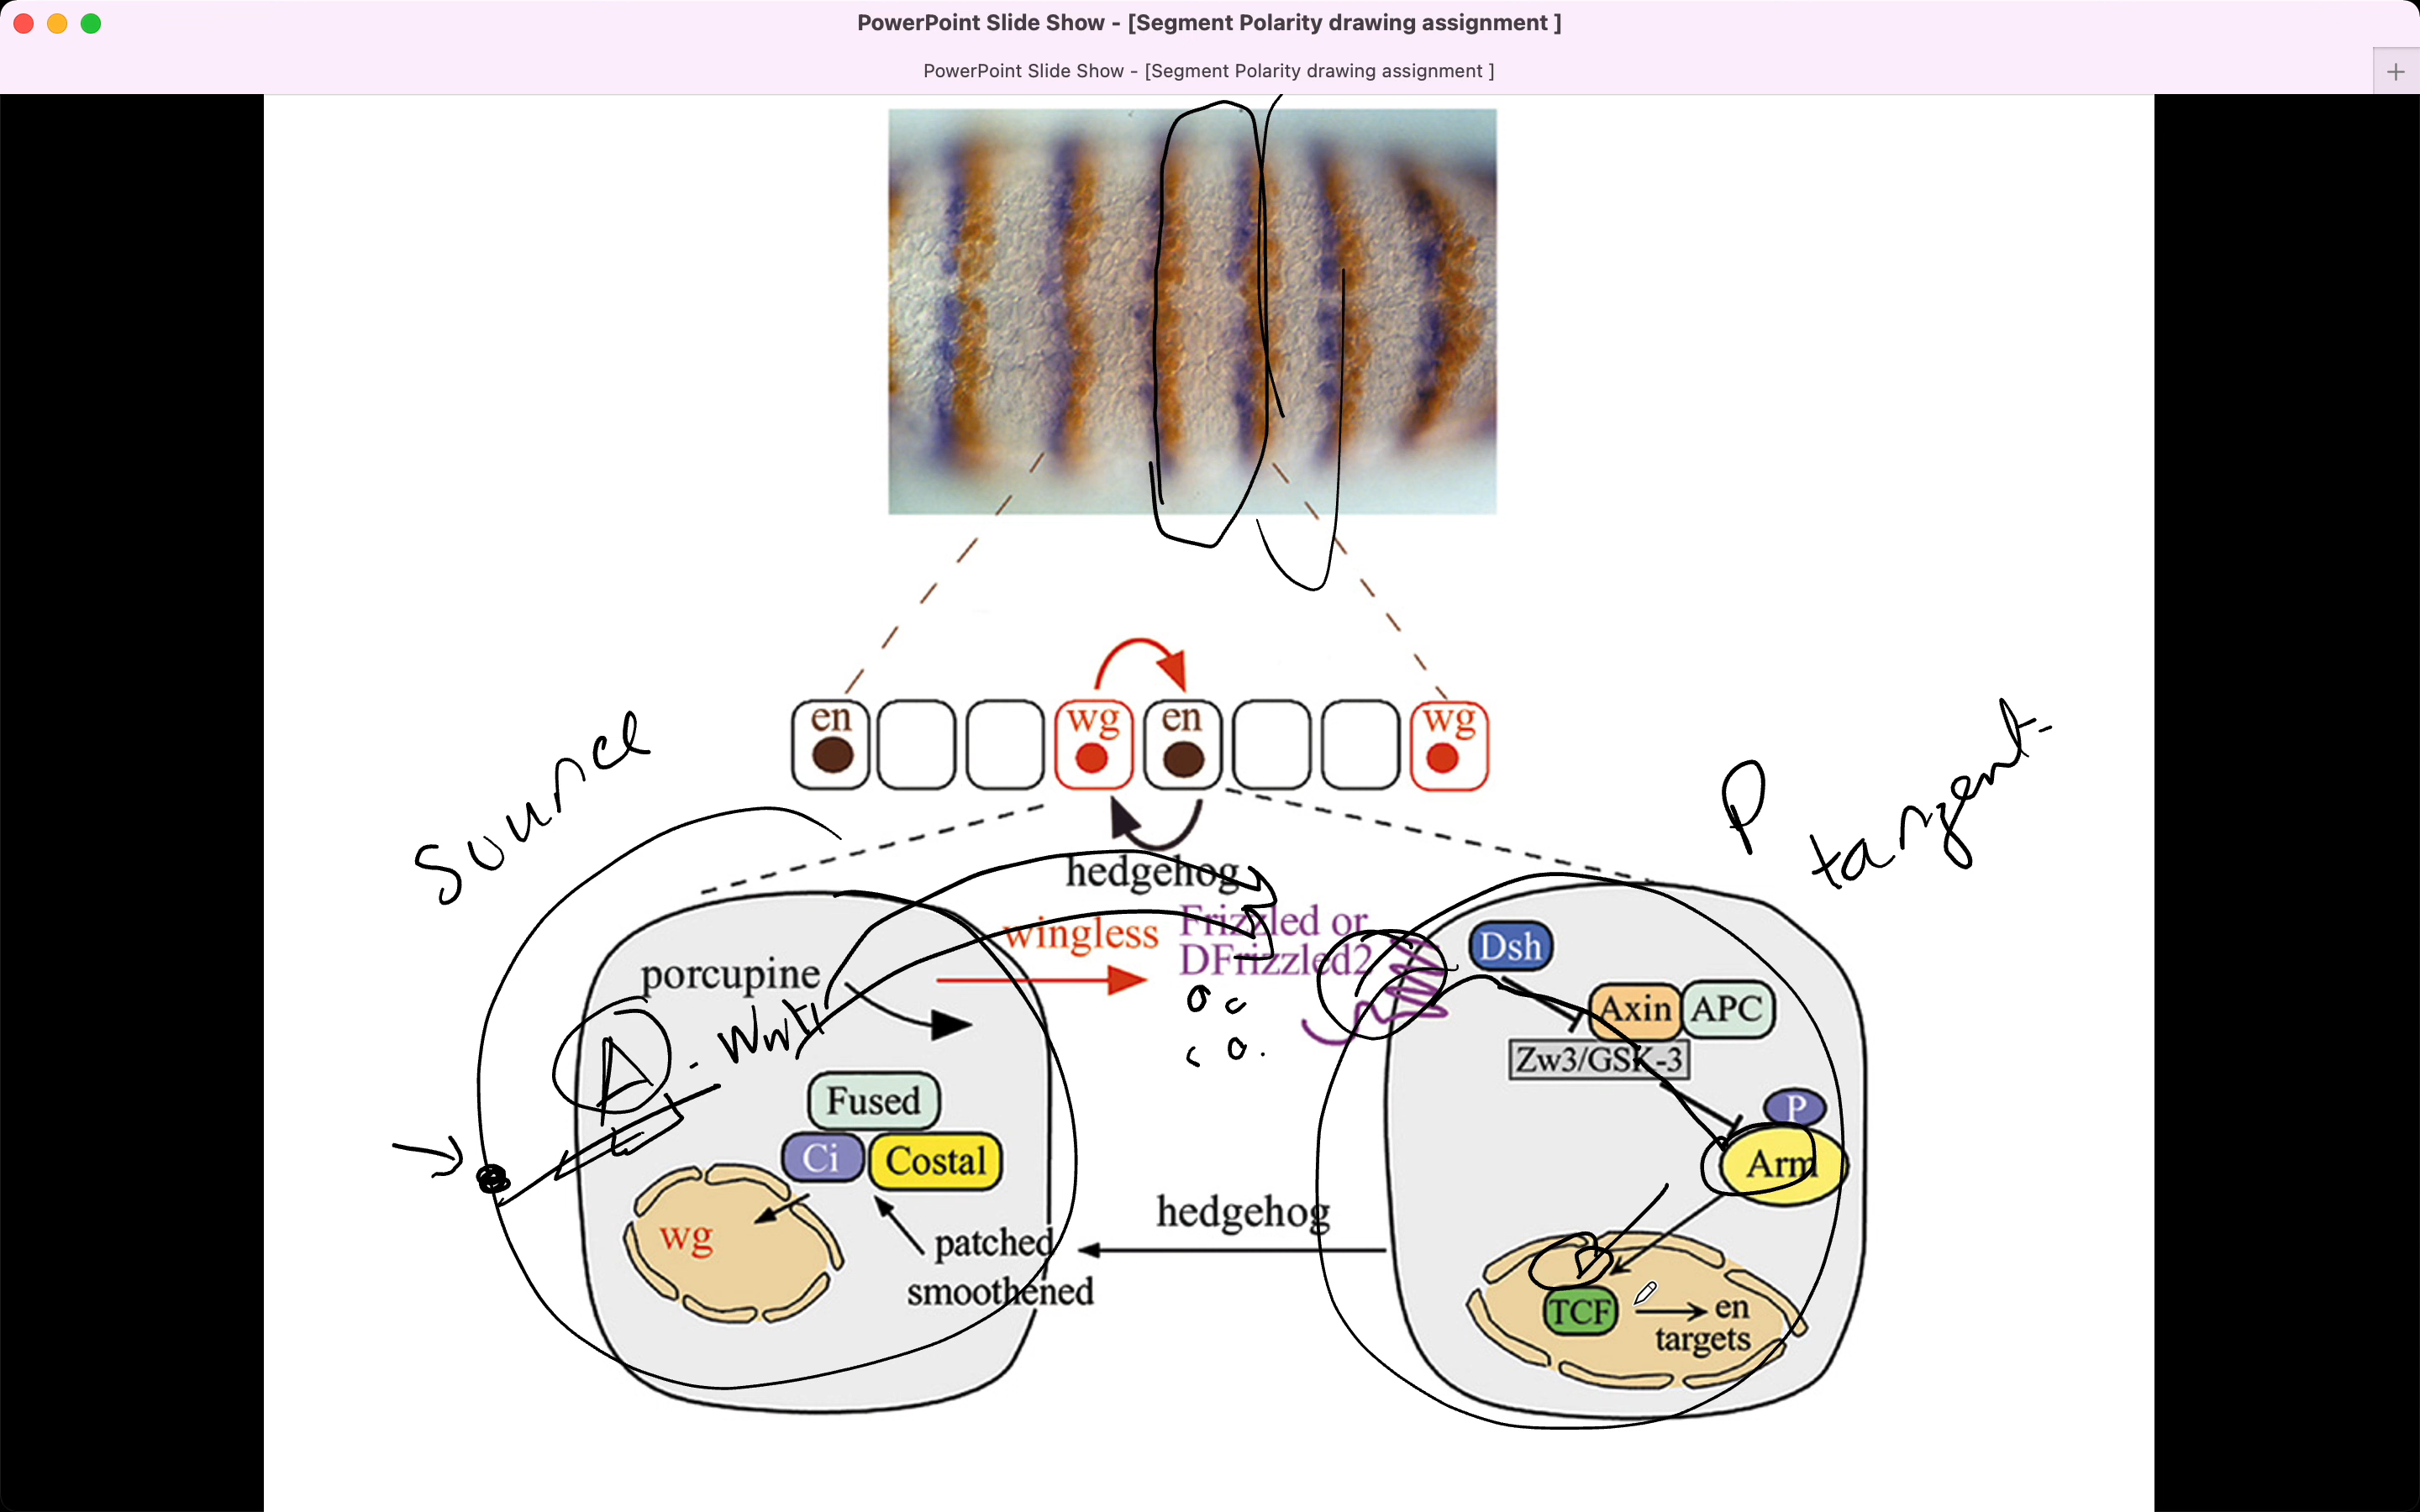 PowerPoint Slide Show - [Segment Polarity drawing assignment ]
PowerPoint Slide Show - [Segment Polarity drawing assignment ]
en
wg
en
wg
Source
P
target
hedgehog
wingless
Frizzled or
DFrizzled2
porcupine
A - Wnt
Fused
Ci
Costal
wg
patched
smoothened
hedgehog
Dsh
Axin
APC
Zw3/GSK-3
P
Arm
TCF
en
targets